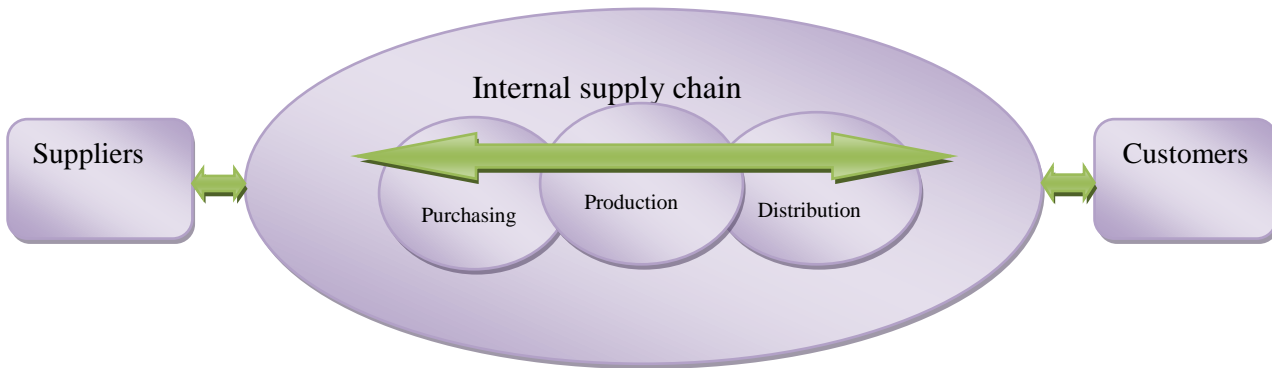 Internal supply chain
Suppliers
Customers
Purchasing
Production
Distribution